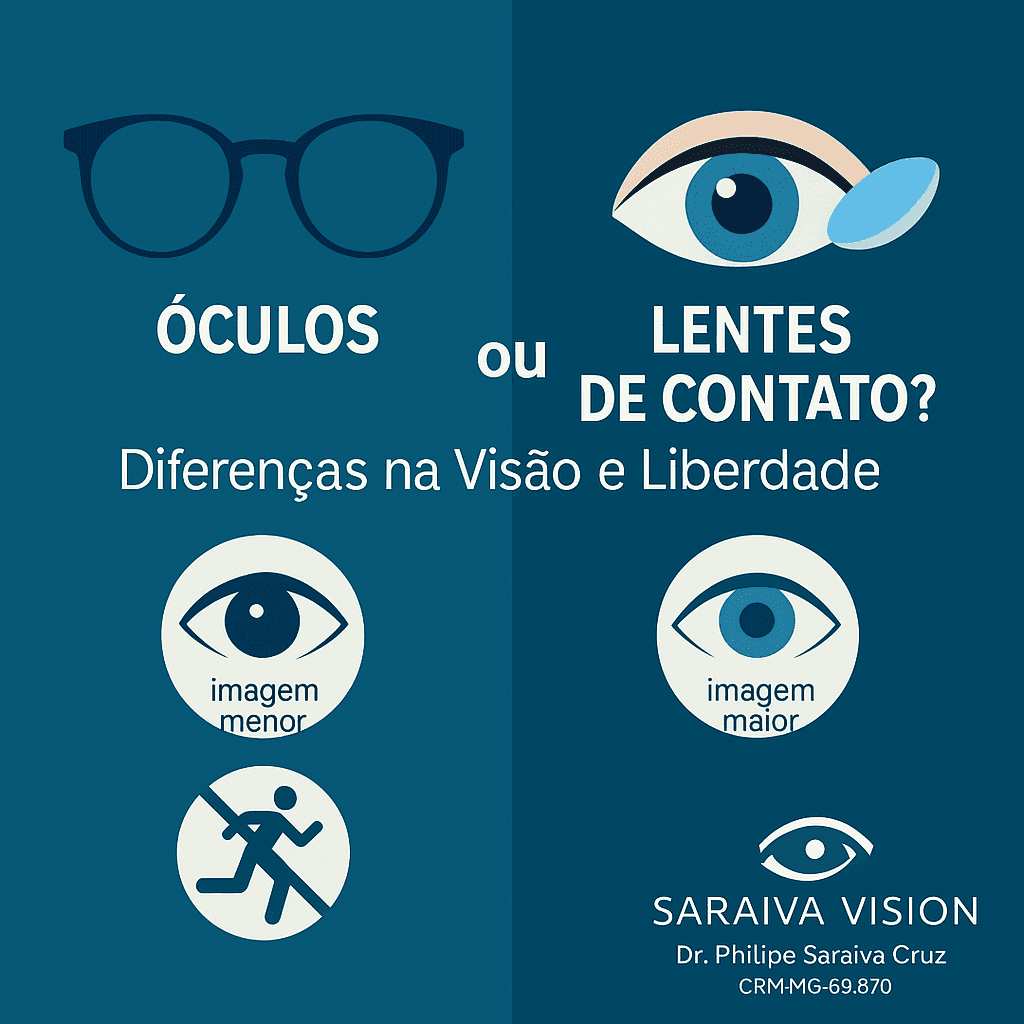 ÓCULOS
ou
LENTES
DE CONTATO?
Diferenças na Visão e Liberdade
imagem
menor
imagem
maior
SARAIVA VISION
Dr. Philipe Saraiva Cruz
CRM-MG-69.870